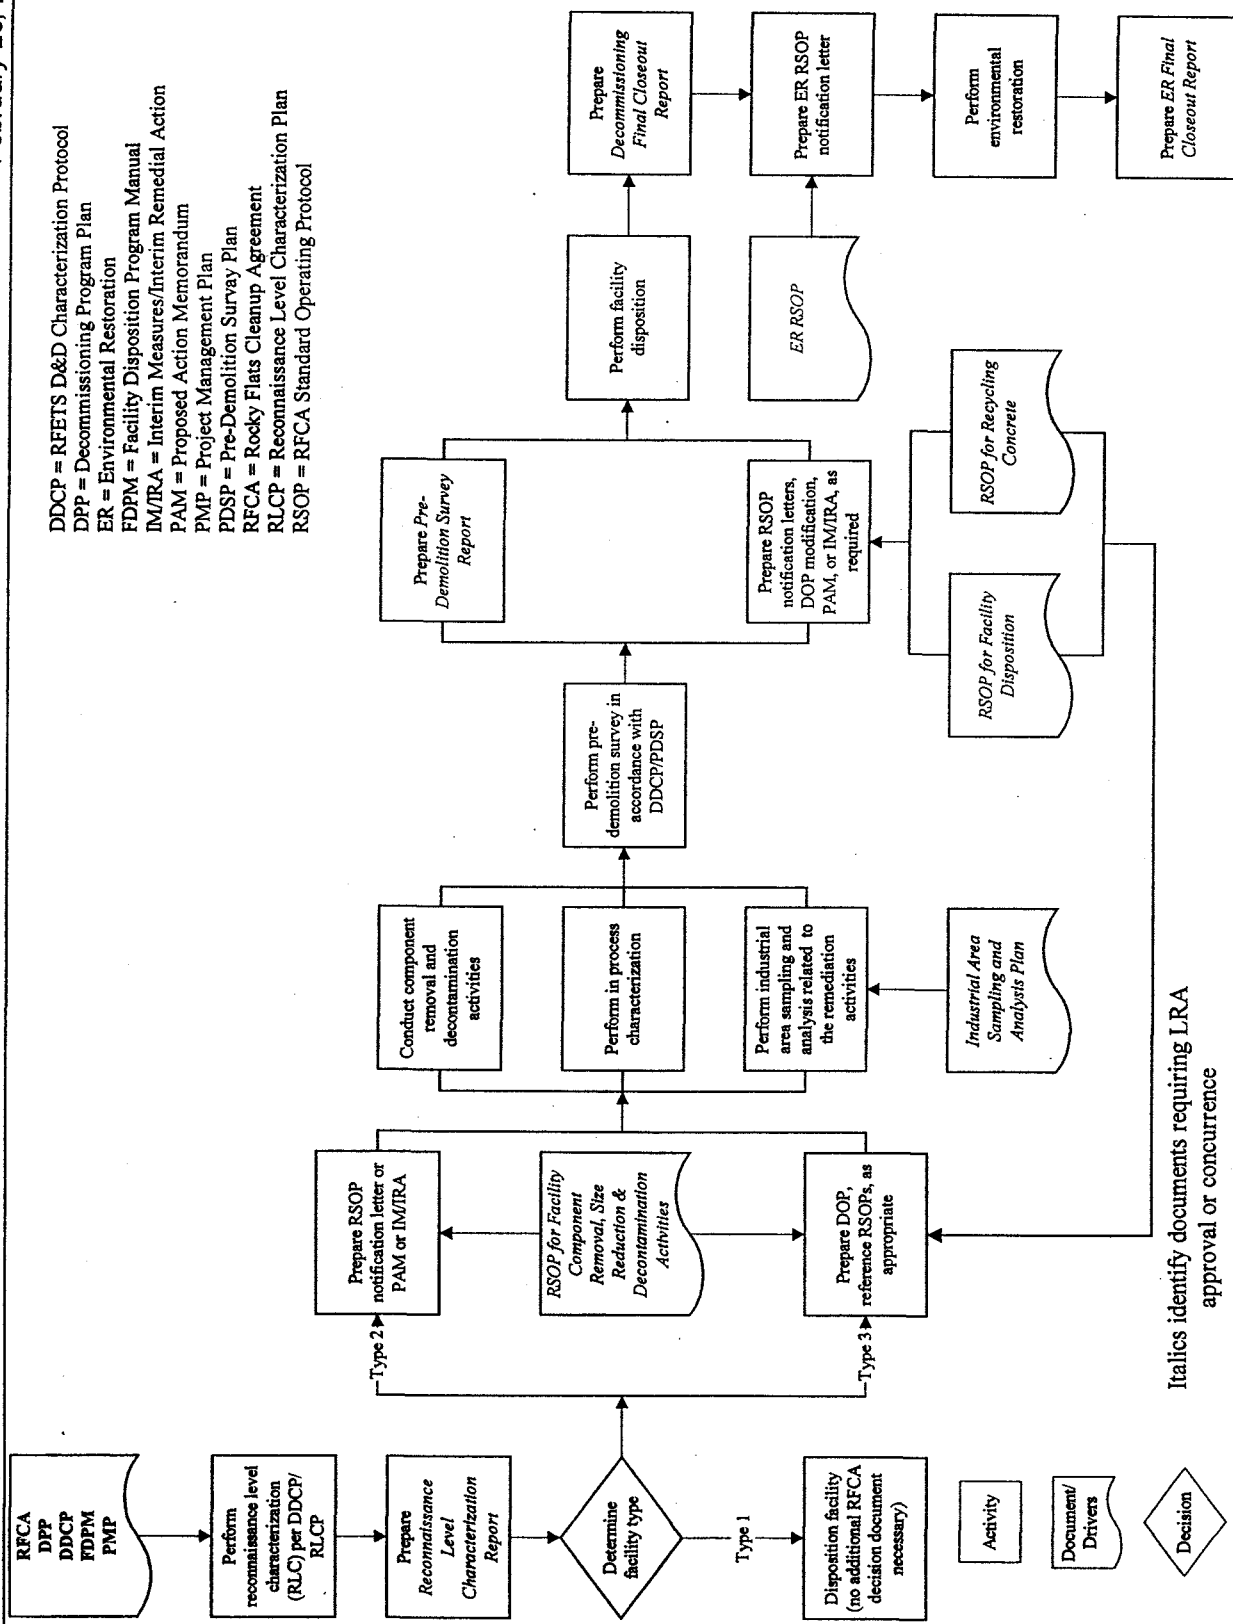 RFCA
DPP
DDCP
FDPM
PMP
Perform
reconnaissance level
characterization
(RLC) per DDCP/
RLCP
Prepare
Reconnaissance
Level
Characterization
Report
Determine
facility type
Type 1
Disposition facility
(no additional RFCA
decision document
necessary)
Type 2
Type 3
Prepare RSOP
notification letter or
PAM or IM/IRA
RSOP for Facility
Component
Removal, Size
Reduction &
Decontamination
Activities
Prepare DOP,
reference RSOPs, as
appropriate
Conduct component
removal and
decontamination
activities
Perform in process
characterization
Perform industrial
area sampling and
analysis related to
the remediation
activities
Industrial Area
Sampling and
Analysis Plan
Perform pre-
demolition survey in
accordance with
DDCP/PDSP
Prepare Pre-
Demolition Survey
Report
Prepare RSOP
notification letters,
DOP modification,
PAM, or IM/IRA, as
required
RSOP for Facility
Disposition
RSOP for Recycling
Concrete
Perform facility
disposition
Prepare
Decommissioning
Final Closeout
Report
ER RSOP
Prepare ER RSOP
notification letter
Perform
environmental
restoration
Prepare ER Final
Closeout Report
DDCP = RFETS D&D Characterization Protocol
DPP = Decommissioning Program Plan
ER = Environmental Restoration
FDPM = Facility Disposition Program Manual
IM/IRA = Interim Measures/Interim Remedial Action
PAM = Proposed Action Memorandum
PMP = Project Management Plan
PDSP = Pre-Demolition Survay Plan
RFCA = Rocky Flats Cleanup Agreement
RLCP = Reconnaissance Level Characterization Plan
RSOP = RFCA Standard Operating Protocol
Activity
Document/
Drivers
Decision
Italics identify documents requiring LRA
approval or concurrence